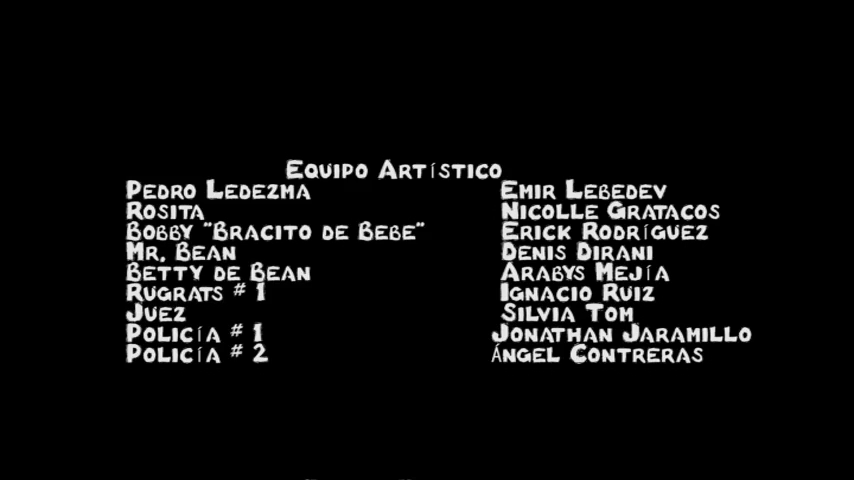 Equipo Artístico
Pedro Ledezma Emir Lebedev
Rosita Nicolle Gratacos
Bobby "Bracito de Bebe" Erick Rodríguez
Mr. Bean Denis Dirani
Betty de Bean Arabys Mejía
Rugrats # 1 Ignacio Ruiz
Juez Silvia Tom
Policía # 1 Jonathan Jaramillo
Policía # 2 Ángel Contreras